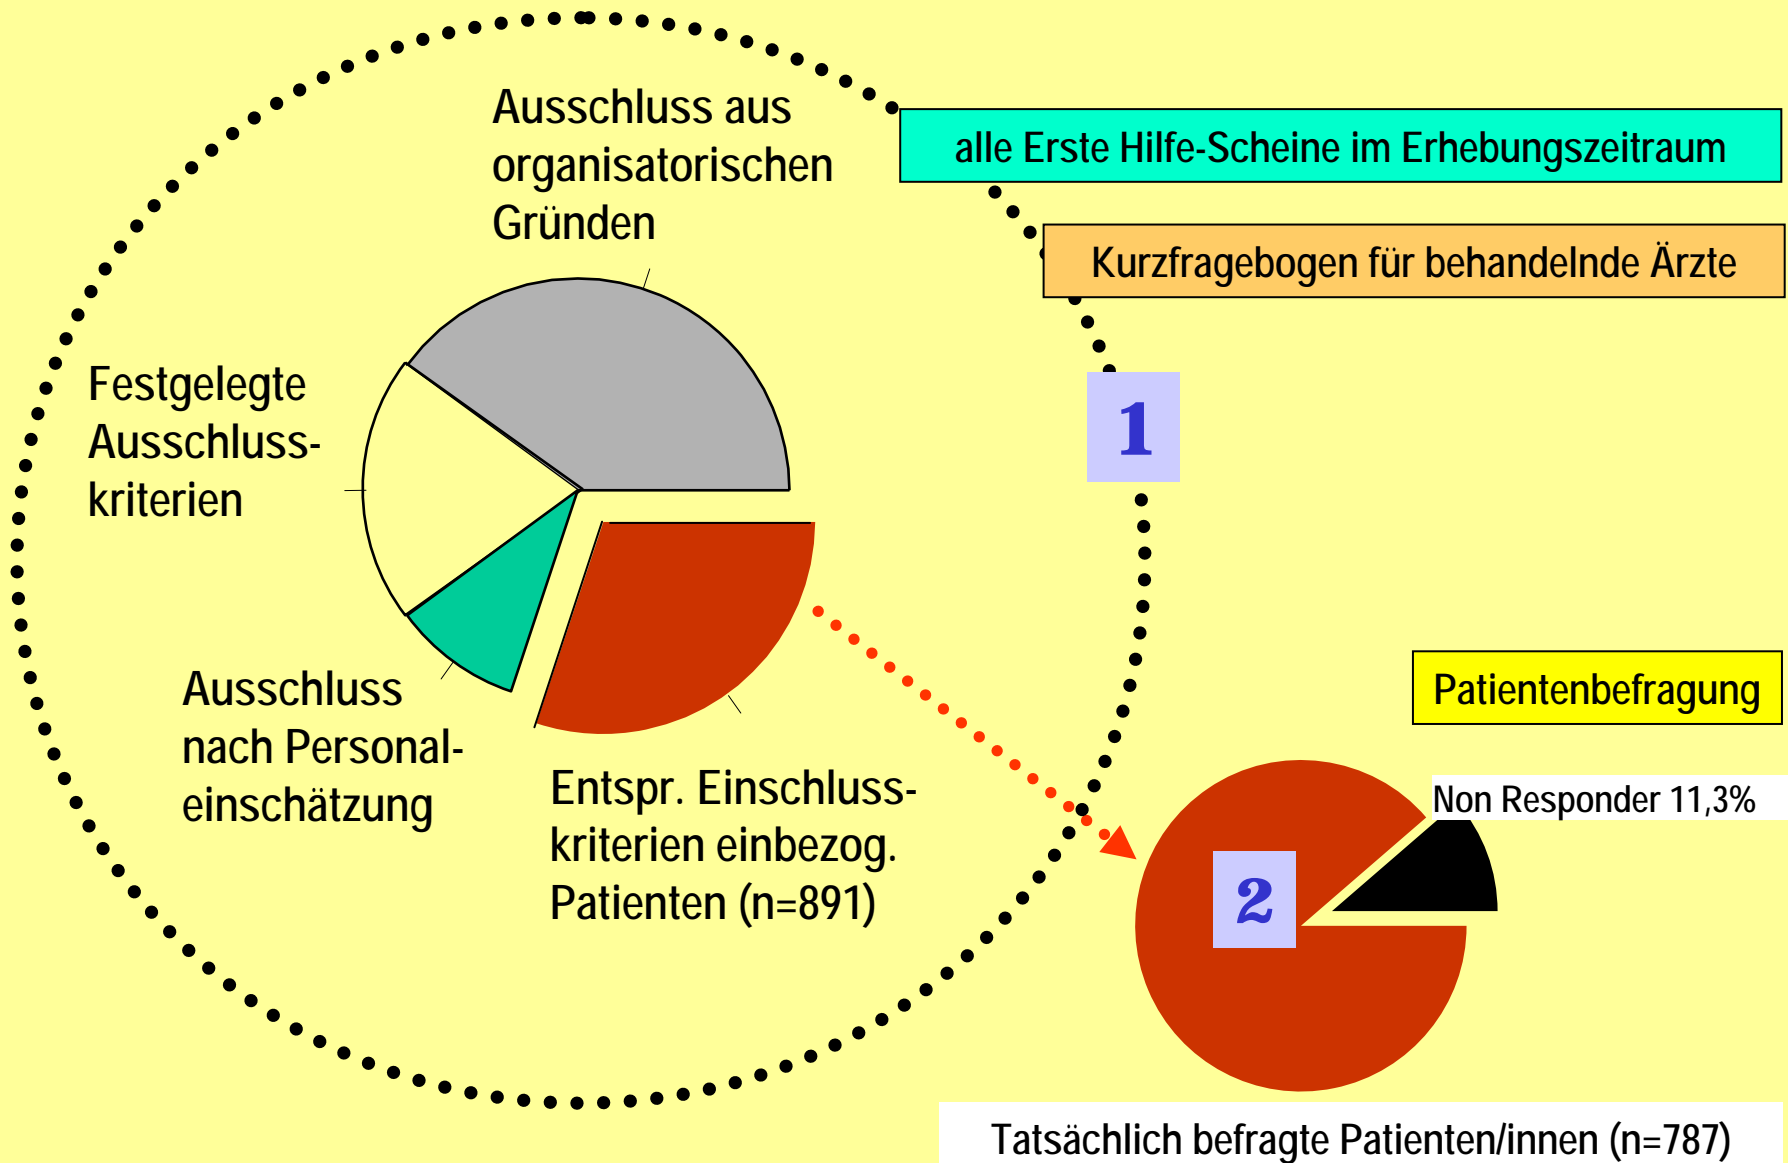 Ausschluss aus
organisatorischen
Gründen
alle Erste Hilfe-Scheine im Erhebungszeitraum
Kurzfragebogen für behandelnde Ärzte
Festgelegte
Ausschluss-
kriterien
1
Ausschluss
nach Personal-
einschätzung
Entspr. Einschluss-
kriterien einbezog.
Patienten (n=891)
Patientenbefragung
Non Responder 11,3%
2
Tatsächlich befragte Patienten/innen (n=787)